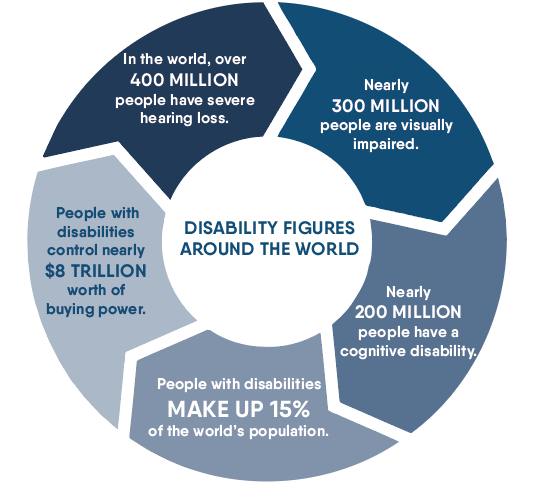 DISABILITY FIGURES
AROUND THE WORLD
In the world, over
400 MILLION
people have severe
hearing loss.
Nearly
300 MILLION
people are visually
impaired.
Nearly
200 MILLION
people have a
cognitive disability.
People with disabilities
MAKE UP 15%
of the world's population.
People with
disabilities
control nearly
$8 TRILLION
worth of
buying power.